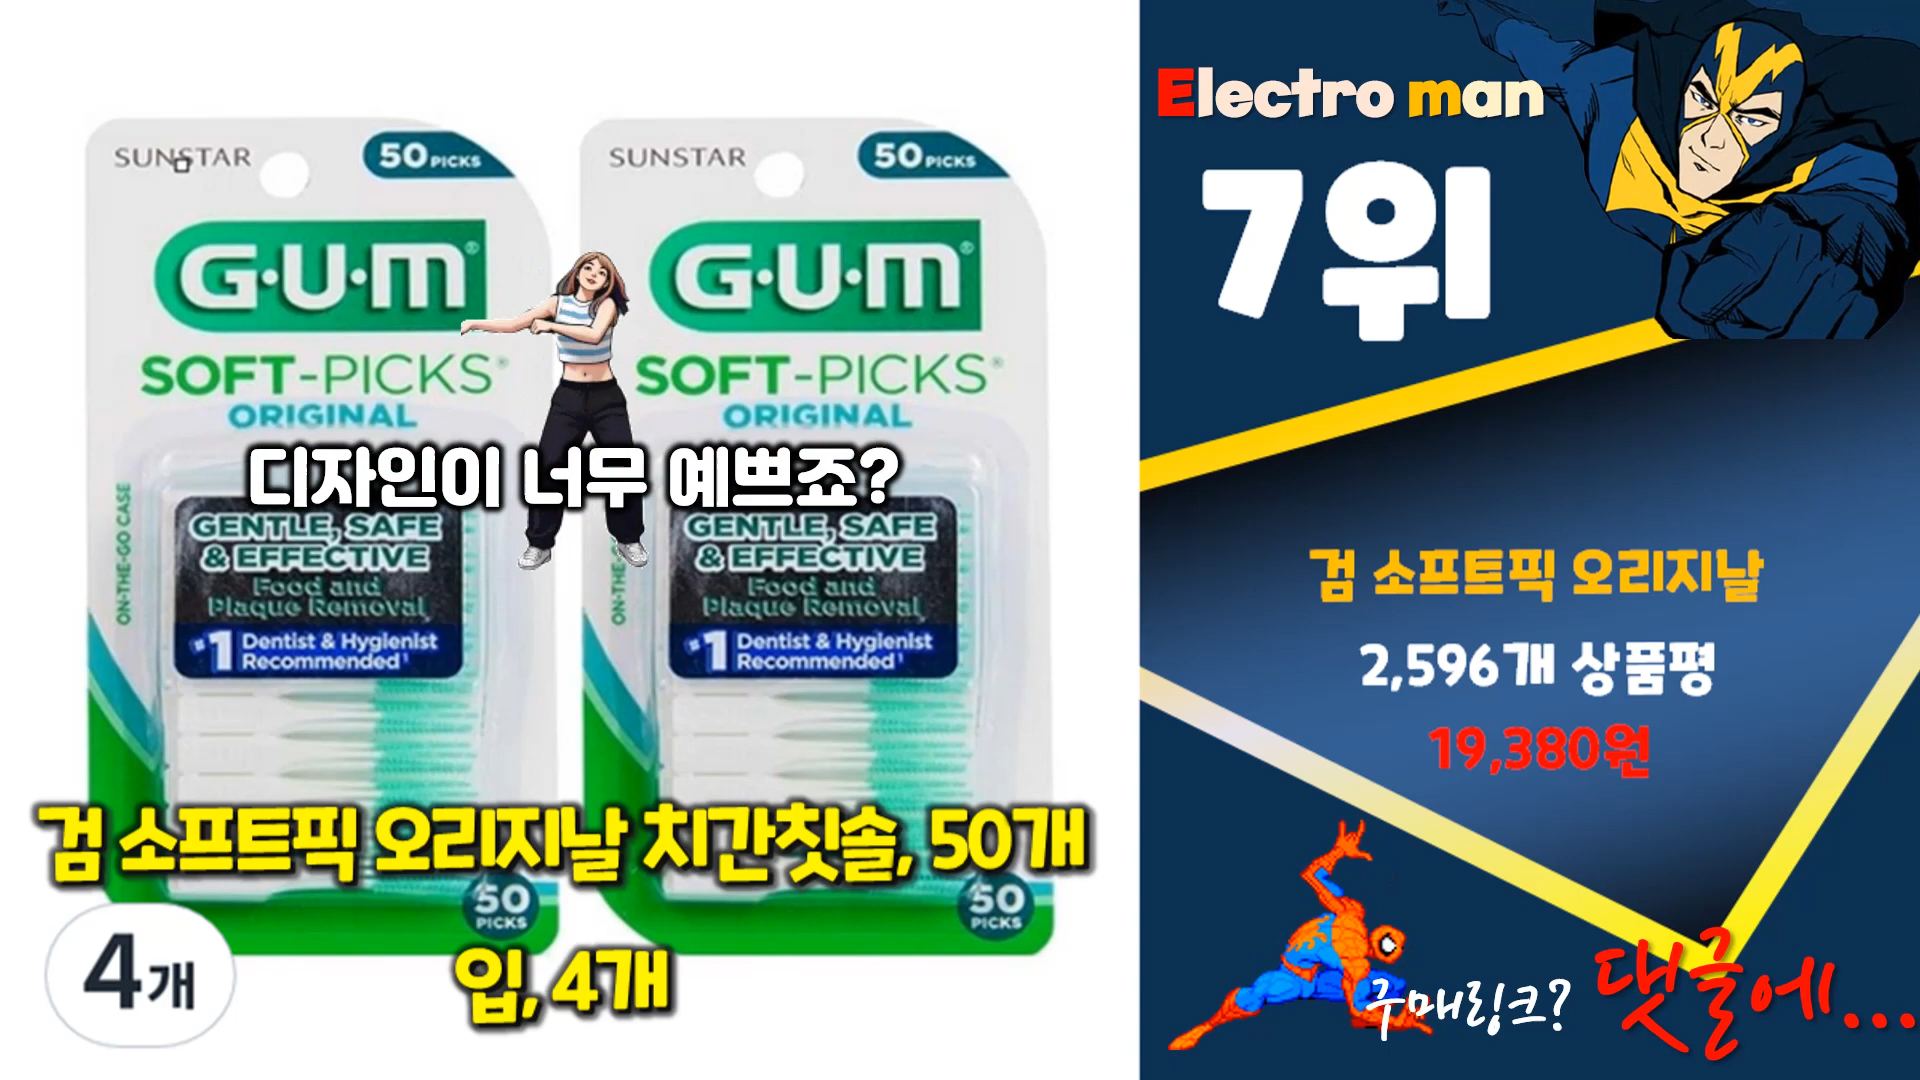 SUNSTAR
50 PICKS
G·U·M®
SOFT-PICKS®
ORIGINAL
ON-THE-GO CASE
GENTLE, SAFE
& EFFECTIVE
Food and
Plaque Removal
#1 Dentist & Hygienist
Recommended¹
50
PICKS
SUNSTAR
50 PICKS
G·U·M®
SOFT-PICKS®
ORIGINAL
ON-THE-
GENTLE, SAFE
& EFFECTIVE
Food and
Plaque Removal
#1 Dentist & Hygienist
Recommended¹
50
PICKS
디자인이 너무 예쁘죠?
검 소프트픽 오리지날 치간칫솔, 50개
입, 4개
4개
Electro man
7위
검 소프트픽 오리지날
2,596개 상품평
19,380원
구매링크? 댓글에...